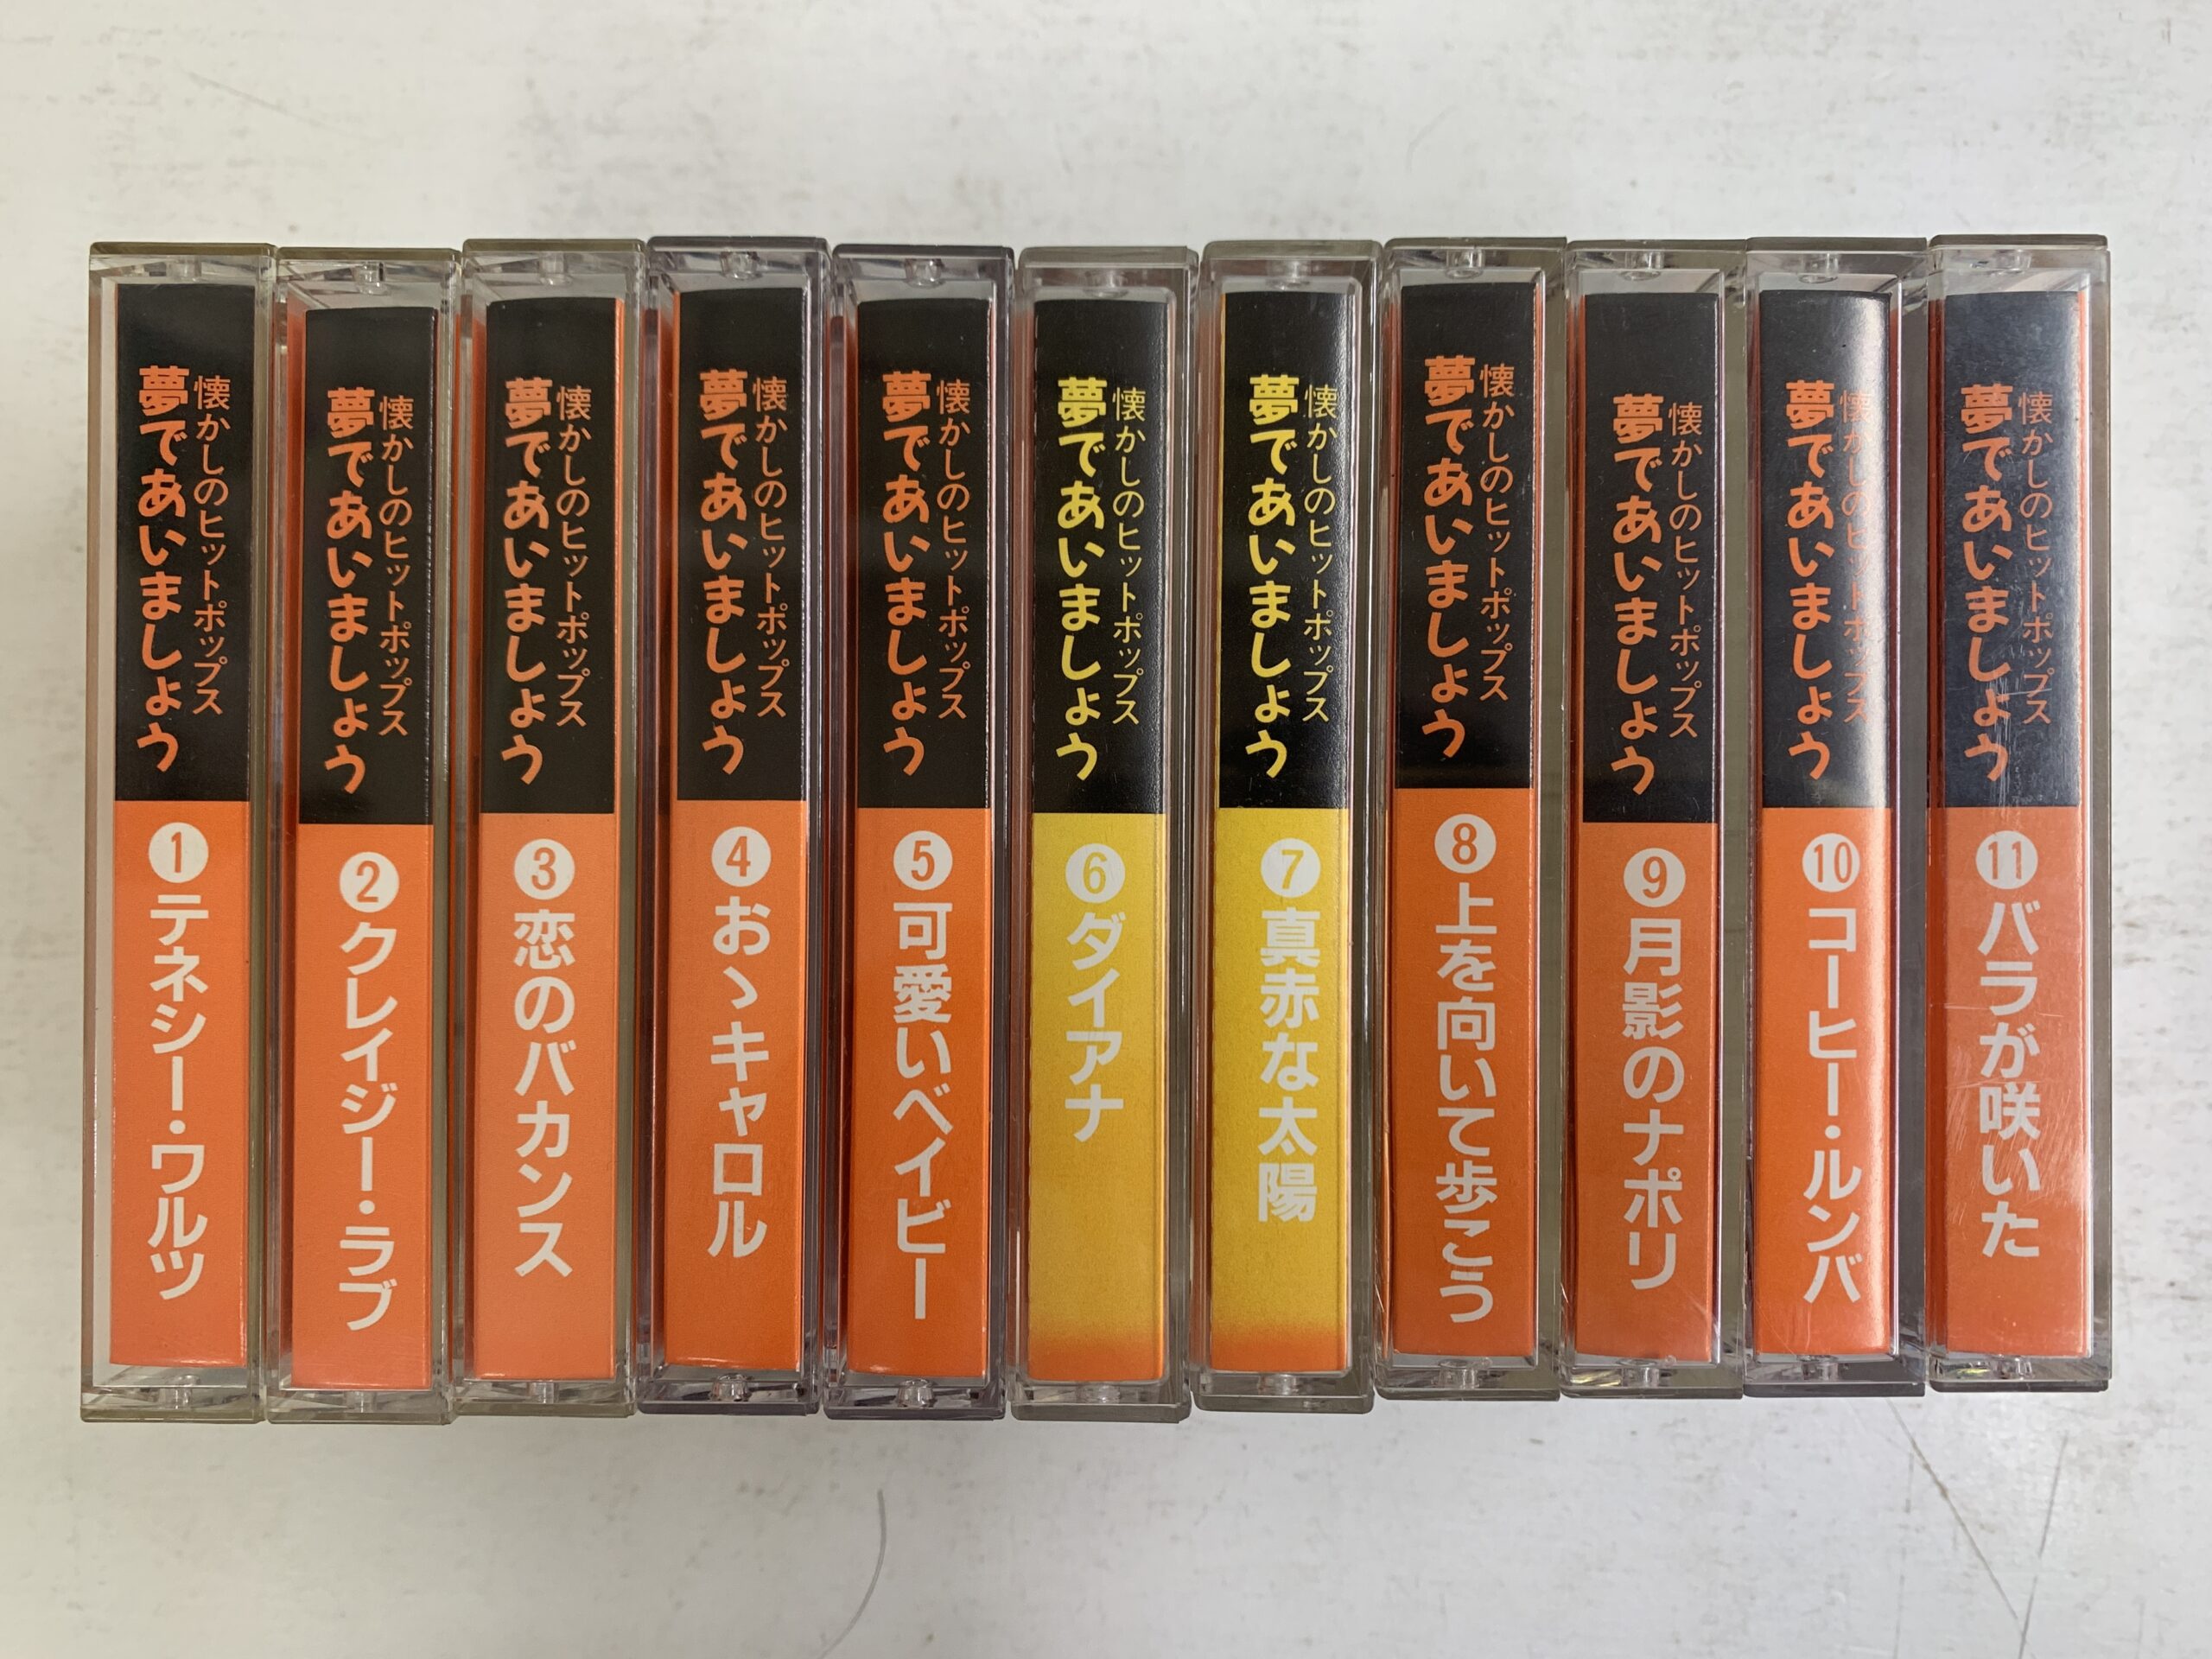 懐かしのヒットポップス
夢であいましょう
①テネシー・ワルツ
懐かしのヒットポップス
夢であいましょう
②クレイジー・ラブ
懐かしのヒットポップス
夢であいましょう
③恋のバカンス
懐かしのヒットポップス
夢であいましょう
④おゝキャロル
懐かしのヒットポップス
夢であいましょう
⑤可愛いベイビー
懐かしのヒットポップス
夢であいましょう
⑥ダイアナ
懐かしのヒットポップス
夢であいましょう
⑦真赤な太陽
懐かしのヒットポップス
夢であいましょう
⑧上を向いて歩こう
懐かしのヒットポップス
夢であいましょう
⑨月影のナポリ
懐かしのヒットポップス
夢であいましょう
⑩コーヒー・ルンバ
懐かしのヒットポップス
夢であいましょう
⑪バラが咲いた